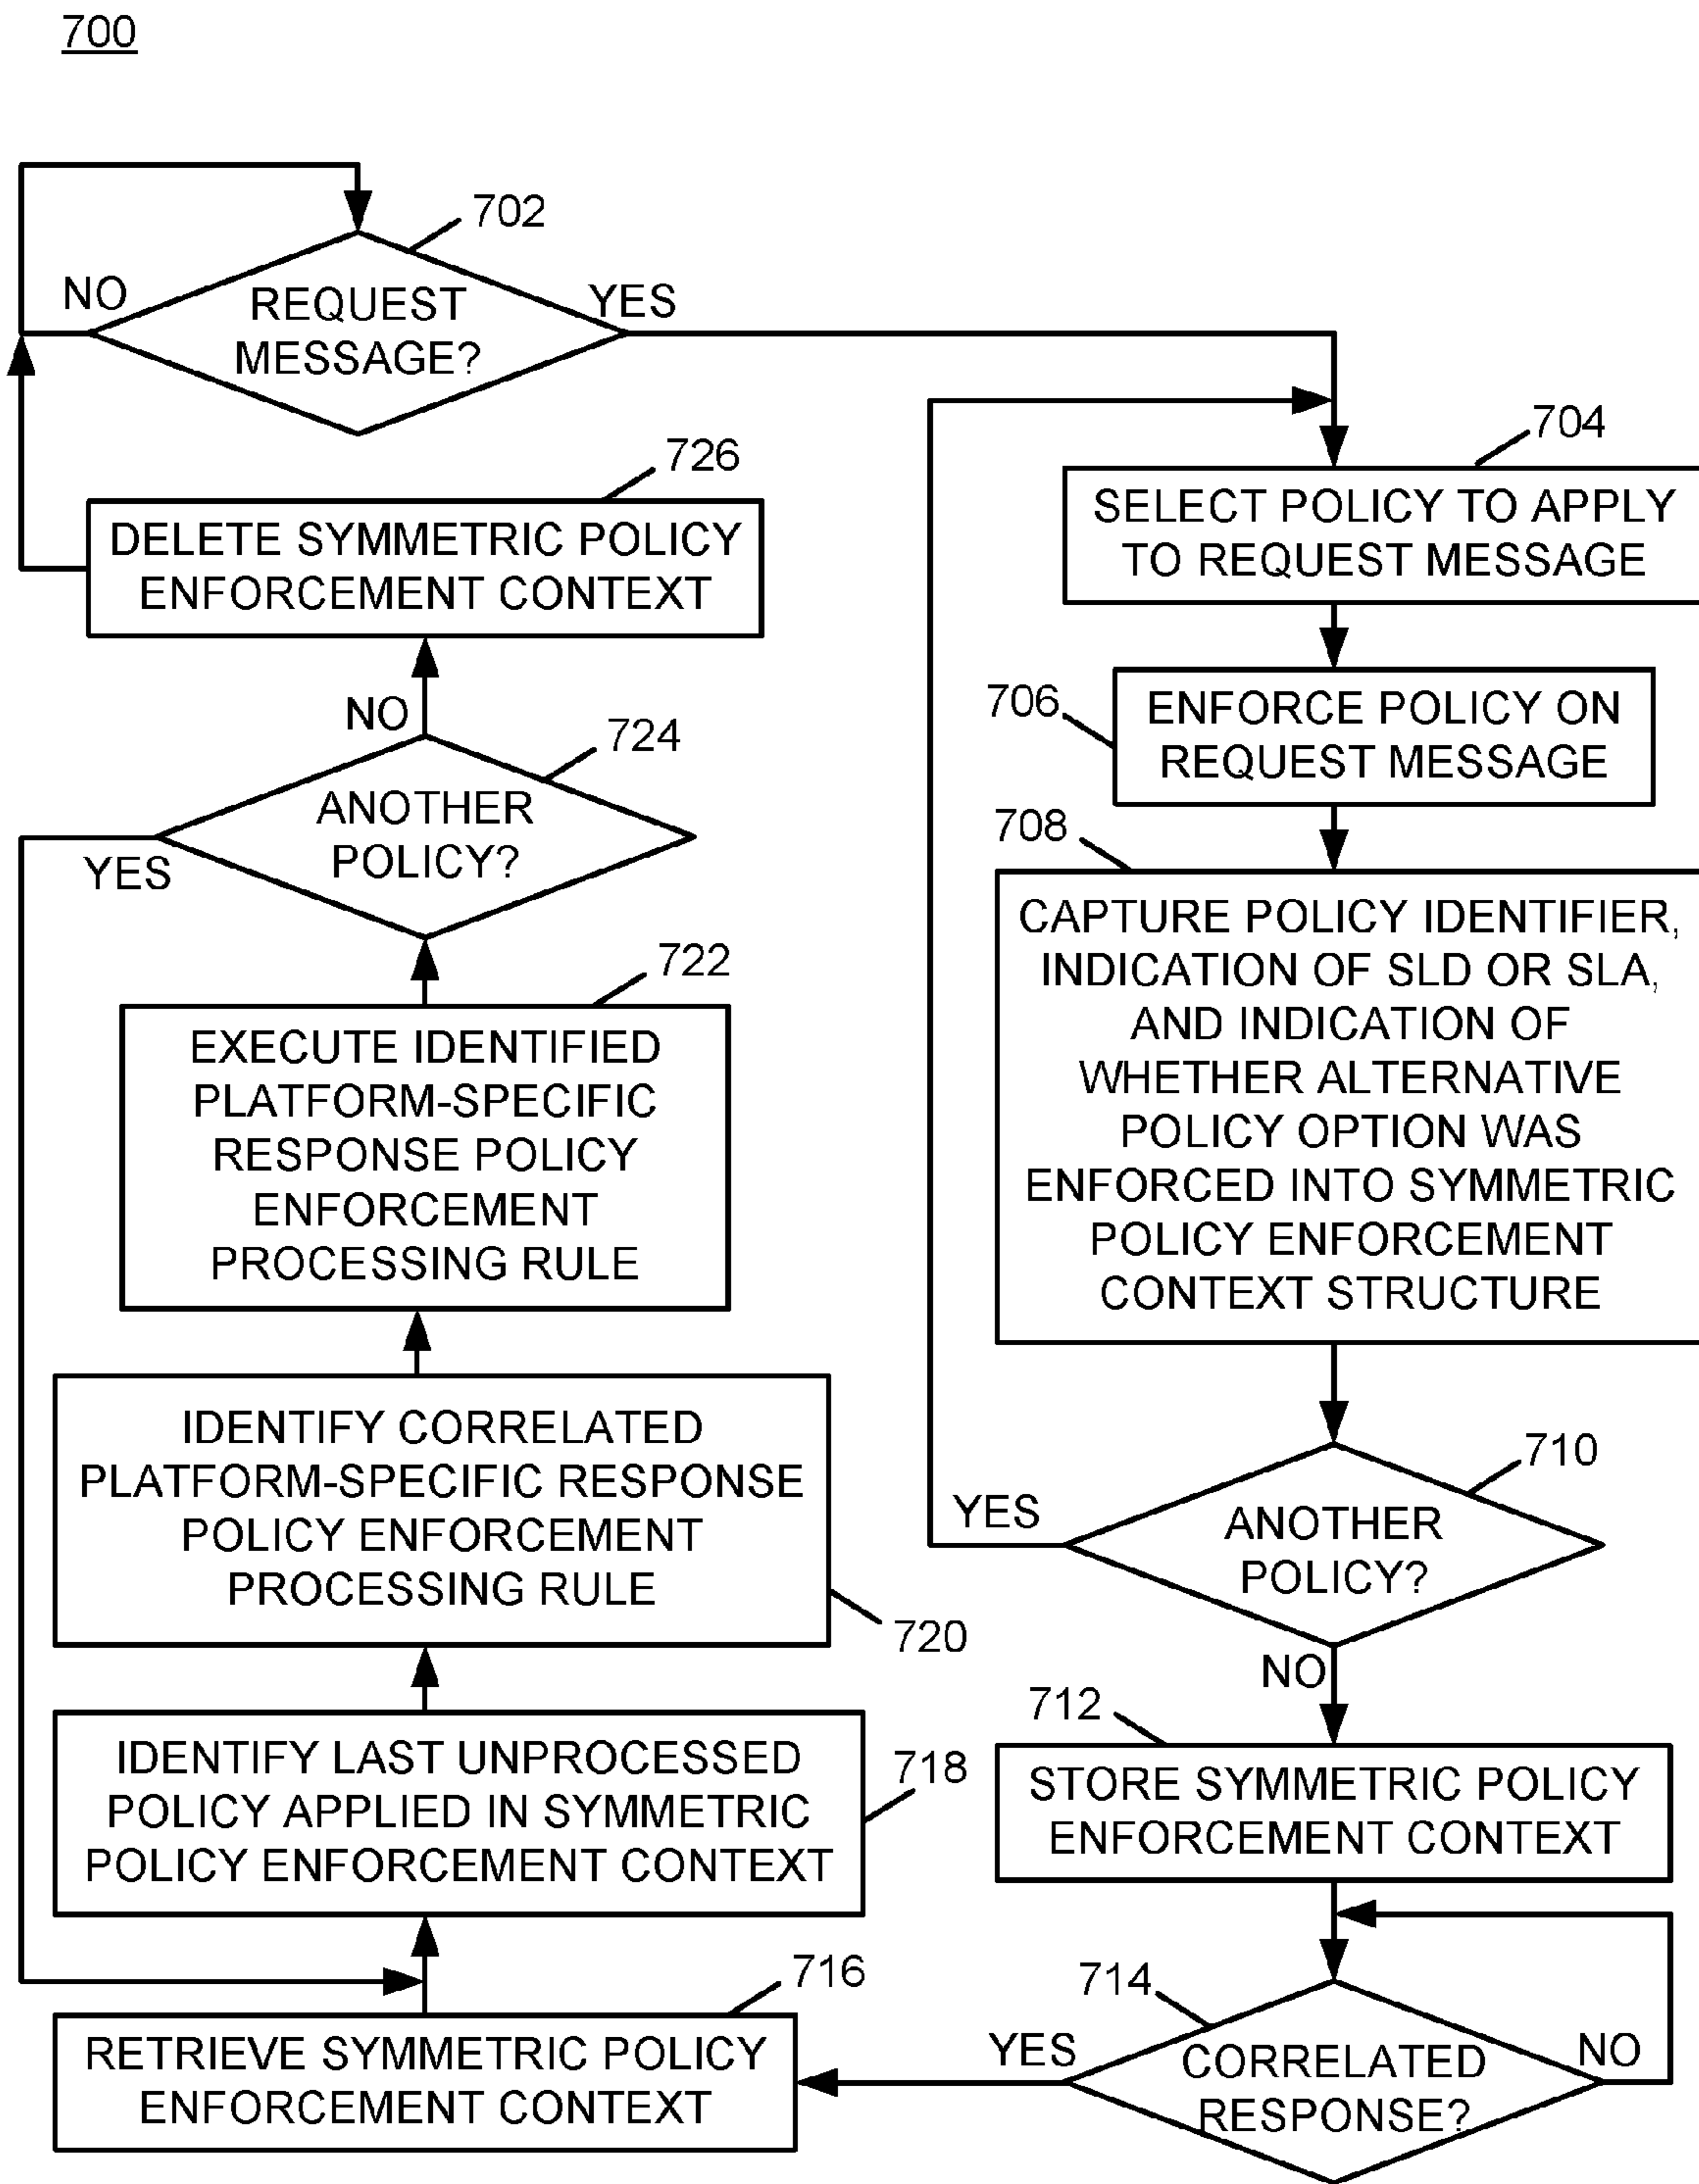 700
702
NO
REQUEST
MESSAGE?
YES
704
SELECT POLICY TO APPLY
TO REQUEST MESSAGE
706
ENFORCE POLICY ON
REQUEST MESSAGE
708
CAPTURE POLICY IDENTIFIER,
INDICATION OF SLD OR SLA,
AND INDICATION OF
WHETHER ALTERNATIVE
POLICY OPTION WAS
ENFORCED INTO SYMMETRIC
POLICY ENFORCEMENT
CONTEXT STRUCTURE
710
YES
ANOTHER
POLICY?
NO
712
STORE SYMMETRIC POLICY
ENFORCEMENT CONTEXT
714
YES
CORRELATED
RESPONSE?
NO
716
RETRIEVE SYMMETRIC POLICY
ENFORCEMENT CONTEXT
718
IDENTIFY LAST UNPROCESSED
POLICY APPLIED IN SYMMETRIC
POLICY ENFORCEMENT CONTEXT
720
IDENTIFY CORRELATED
PLATFORM-SPECIFIC RESPONSE
POLICY ENFORCEMENT
PROCESSING RULE
722
EXECUTE IDENTIFIED
PLATFORM-SPECIFIC
RESPONSE POLICY
ENFORCEMENT
PROCESSING RULE
724
ANOTHER
POLICY?
YES
NO
726
DELETE SYMMETRIC POLICY
ENFORCEMENT CONTEXT